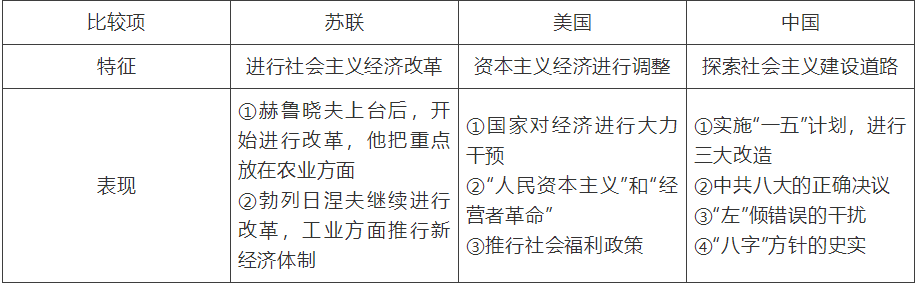 比较项 苏联 美国 中国
特征 进行社会主义经济改革 资本主义经济进行调整 探索社会主义建设道路
表现
①赫鲁晓夫上台后，开
始进行改革，他把重点
放在农业方面
②勃列日涅夫继续进行
改革，工业方面推行新
经济体制
①国家对经济进行大力
干预
②“人民资本主义”和“经
营者革命”
③推行社会福利政策
①实施“一五”计划，进行
三大改造
②中共八大的正确决议
③“左”倾错误的干扰
④“八字”方针的史实